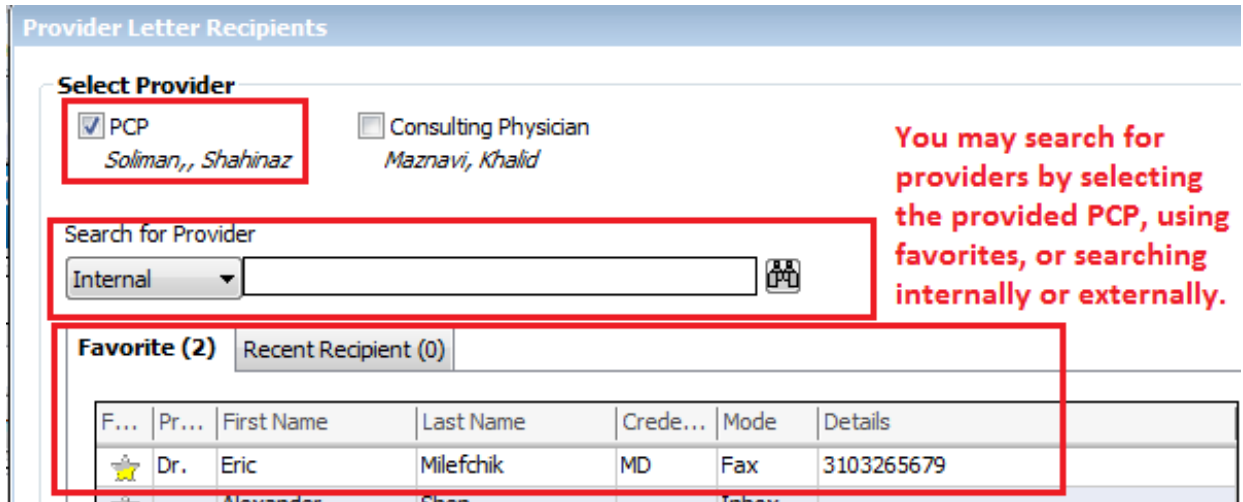 Provider Letter Recipients
Select Provider
PCP
Consulting Physician
Soliman,, Shahinaz
Maznavi, Khalid
You may search for
providers by selecting
the provided PCP, using
favorites, or searching
internally or externally.
Search for Provider
Internal
Favorite (2) Recent Recipient (0)
F... Pr... First Name Last Name Crede... Mode Details
Dr. Eric Milefchik MD Fax 3103265679